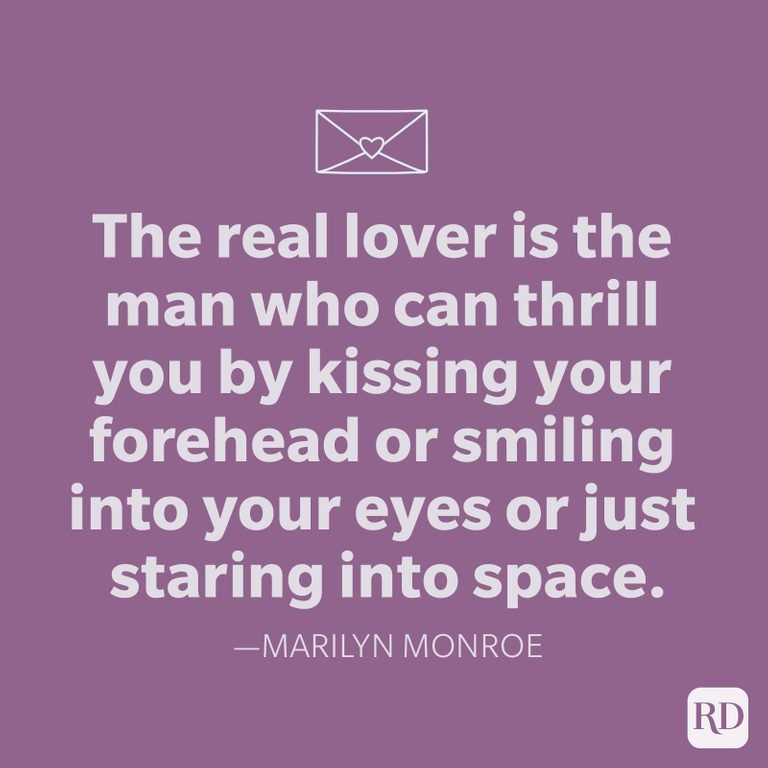 The real lover is the
man who can thrill
you by kissing your
forehead or smiling
into your eyes or just
staring into space.
—MARILYN MONROE
RD